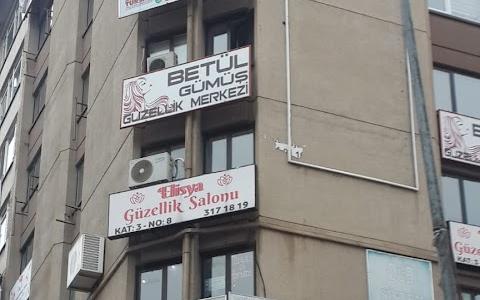 BETÜL
GÜMÜŞ
GÜZELLİK MERKEZİ
Elisya
Güzellik Salonu
KAT: 3 - NO: 8
317 18 19